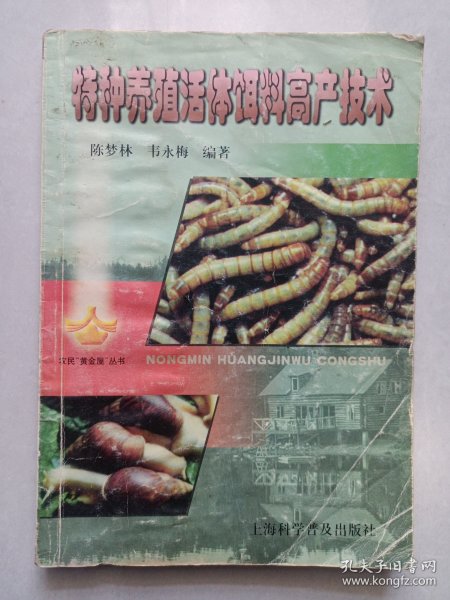 特种养殖活体饵料高产技术
陈梦林 韦永梅 编著
农民“黄金屋”丛书
NONGMIN HUANGJINWU CONGSHU
上海科学普及出版社
孔夫子旧书网
www.kongfz.com